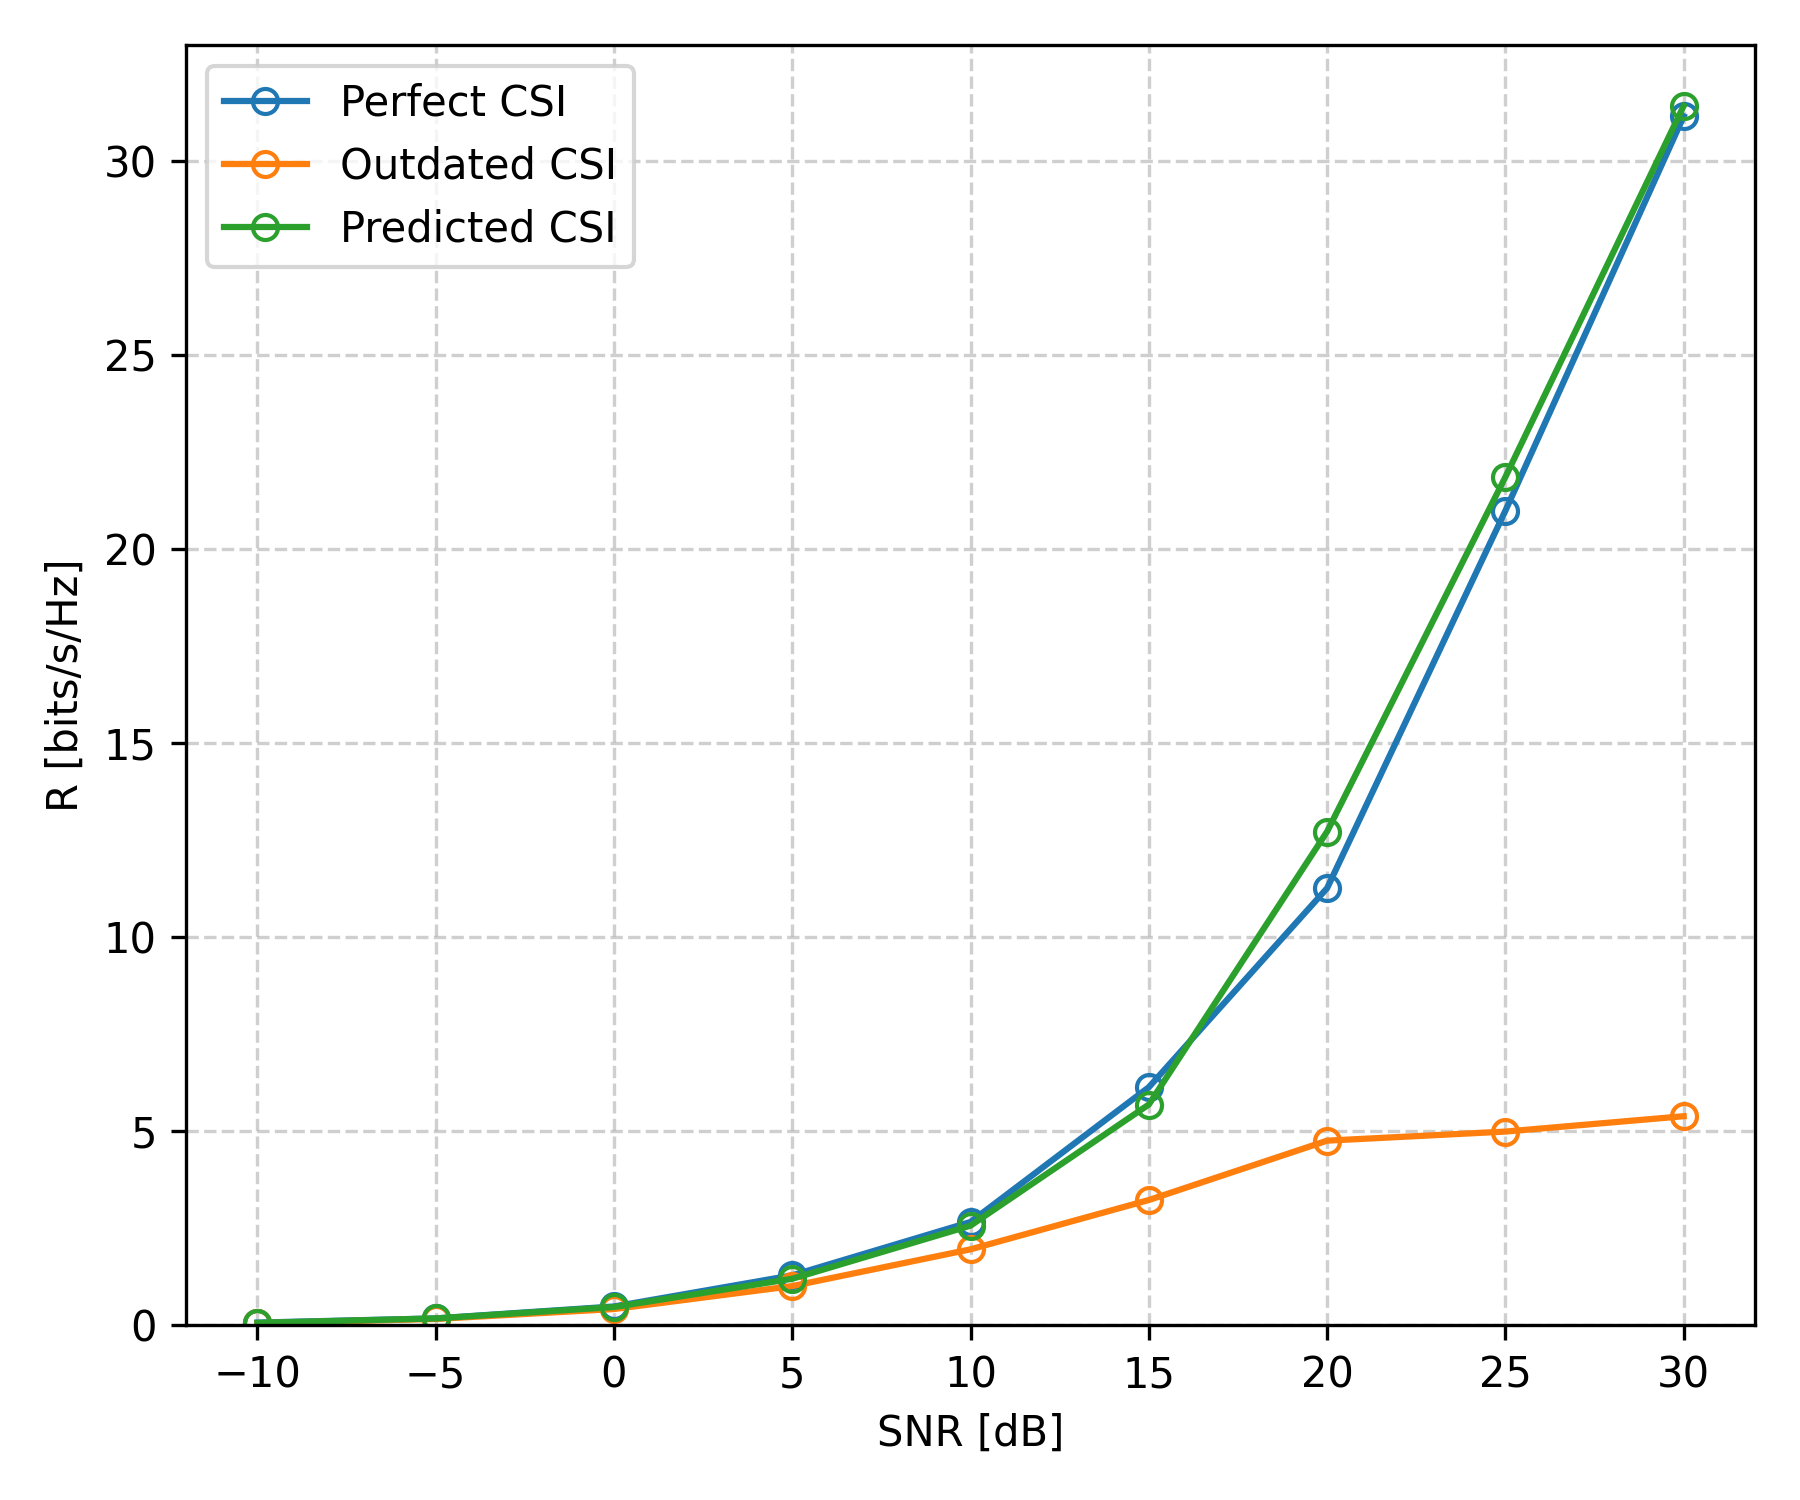 Perfect CSI
Outdated CSI
Predicted CSI
30
25
20
15
10
5
0
R [bits/s/Hz]
−10 −5 0 5 10 15 20 25 30
SNR [dB]